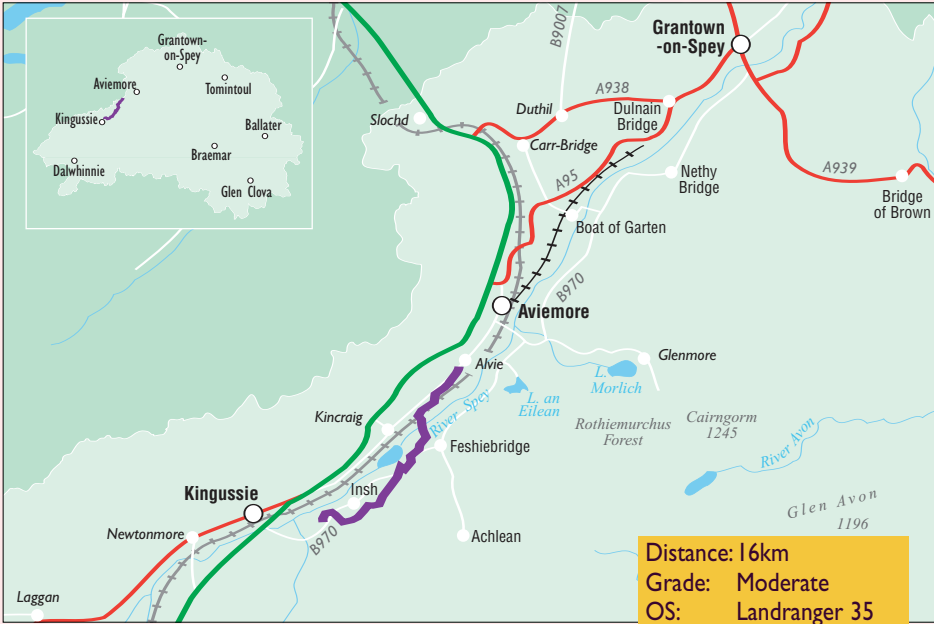 Grantown-
on-Spey
Aviemore
Tomintoul
Kingussie
Ballater
Braemar
Dalwhinnie
Glen Clova
B9007
Grantown
-on-Spey
A938
Slochd
Duthil
Dulnain
Bridge
Carr-Bridge
A95
Nethy
Bridge
A939
Bridge
of Brown
Boat of Garten
B970
Aviemore
Alvie
Glenmore
L.
Morlich
L. an
Eilean
River Spey
Kincraig
Rothiemurchus
Forest
Cairngorm
1245
River Avon
Feshiebridge
Kingussie
Insh
Glen Avon
1196
Newtonmore
B970
Achlean
Laggan
Distance: 16km
Grade: Moderate
OS: Landranger 35